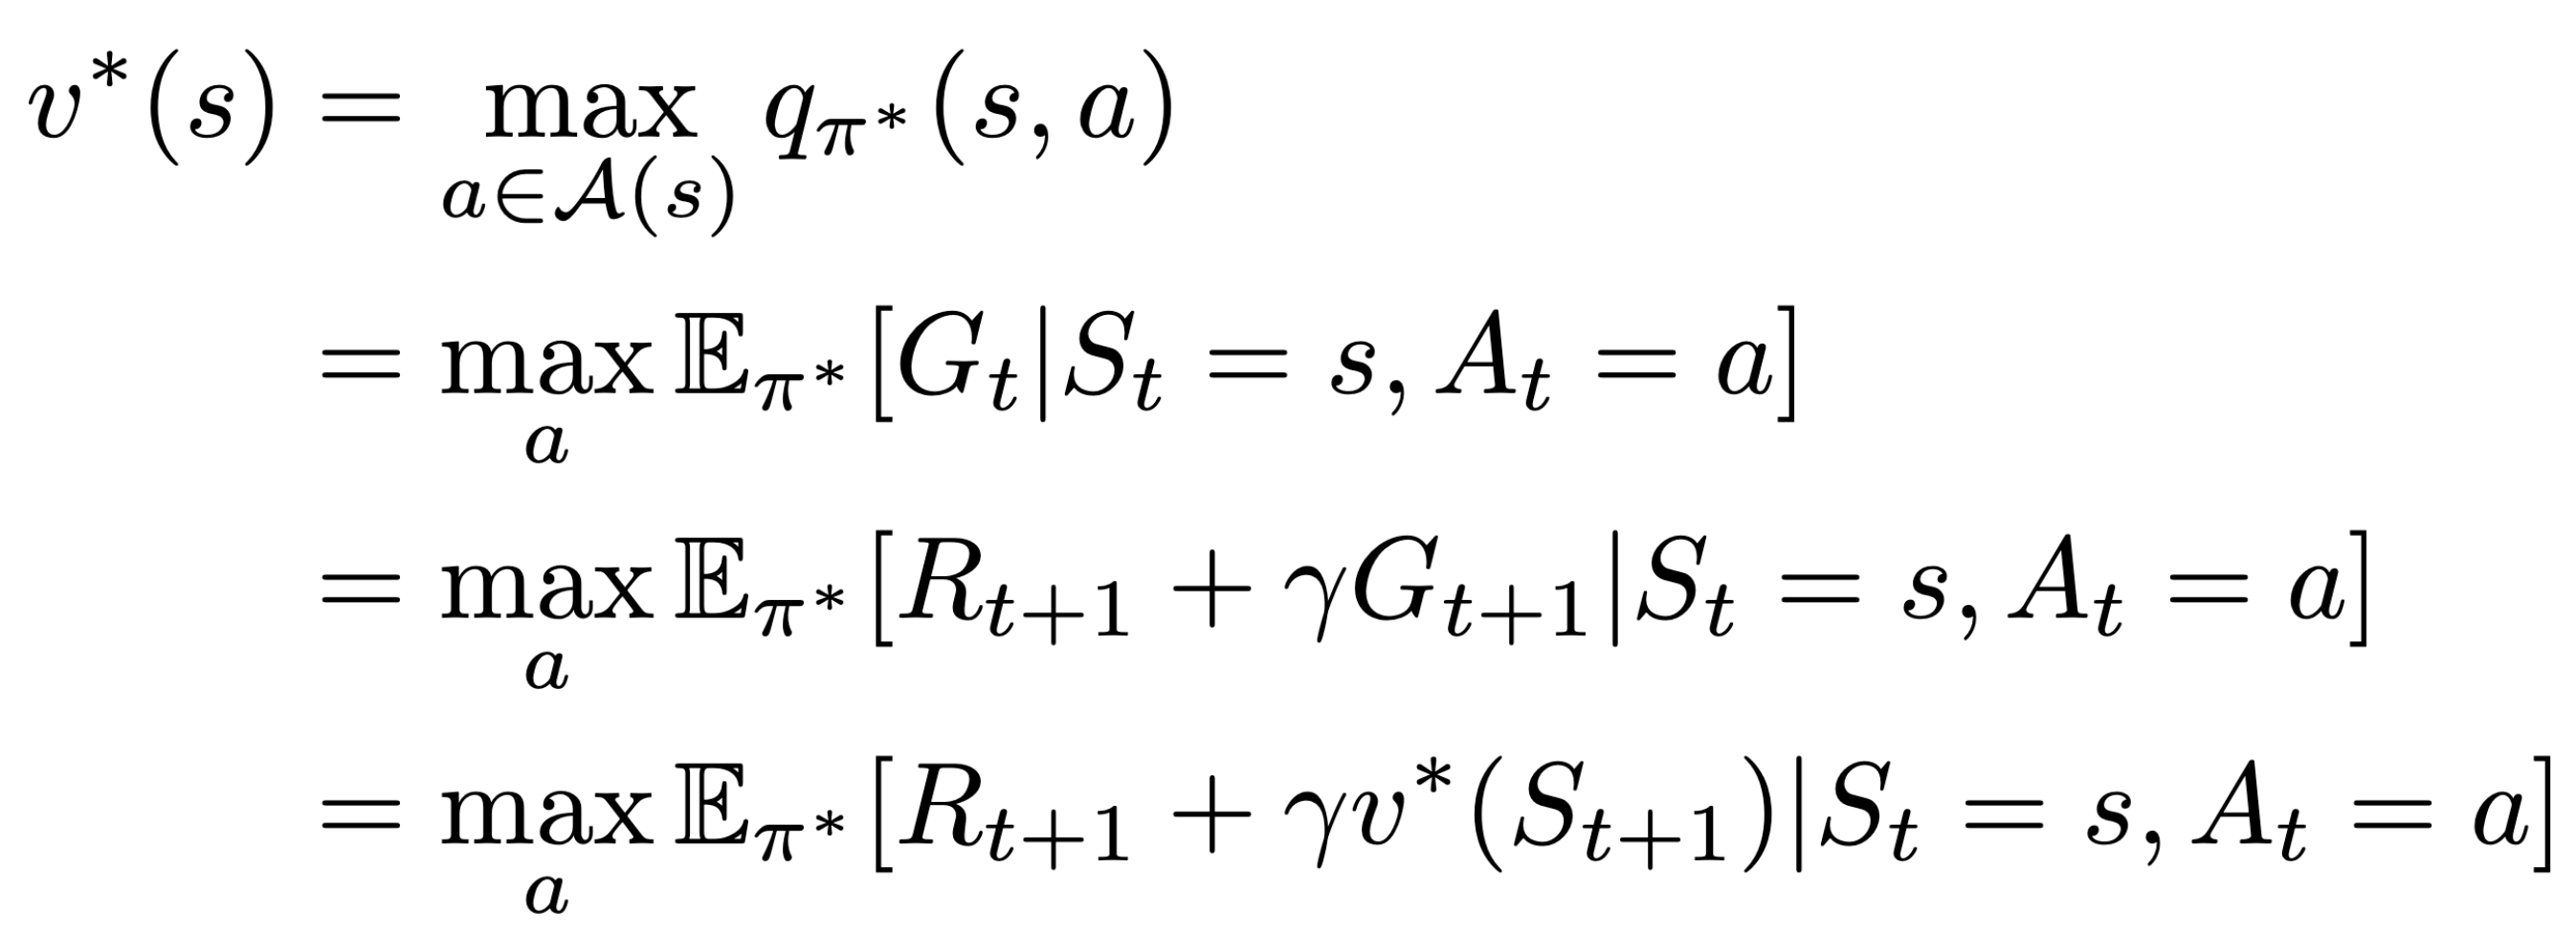 v*(s) = max_{a∈𝒜(s)} q_{π*}(s, a)
= max_a 𝔼_{π*}[G_t|S_t = s, A_t = a]
= max_a 𝔼_{π*}[R_{t+1} + γG_{t+1}|S_t = s, A_t = a]
= max_a 𝔼_{π*}[R_{t+1} + γv*(S_{t+1})|S_t = s, A_t = a]